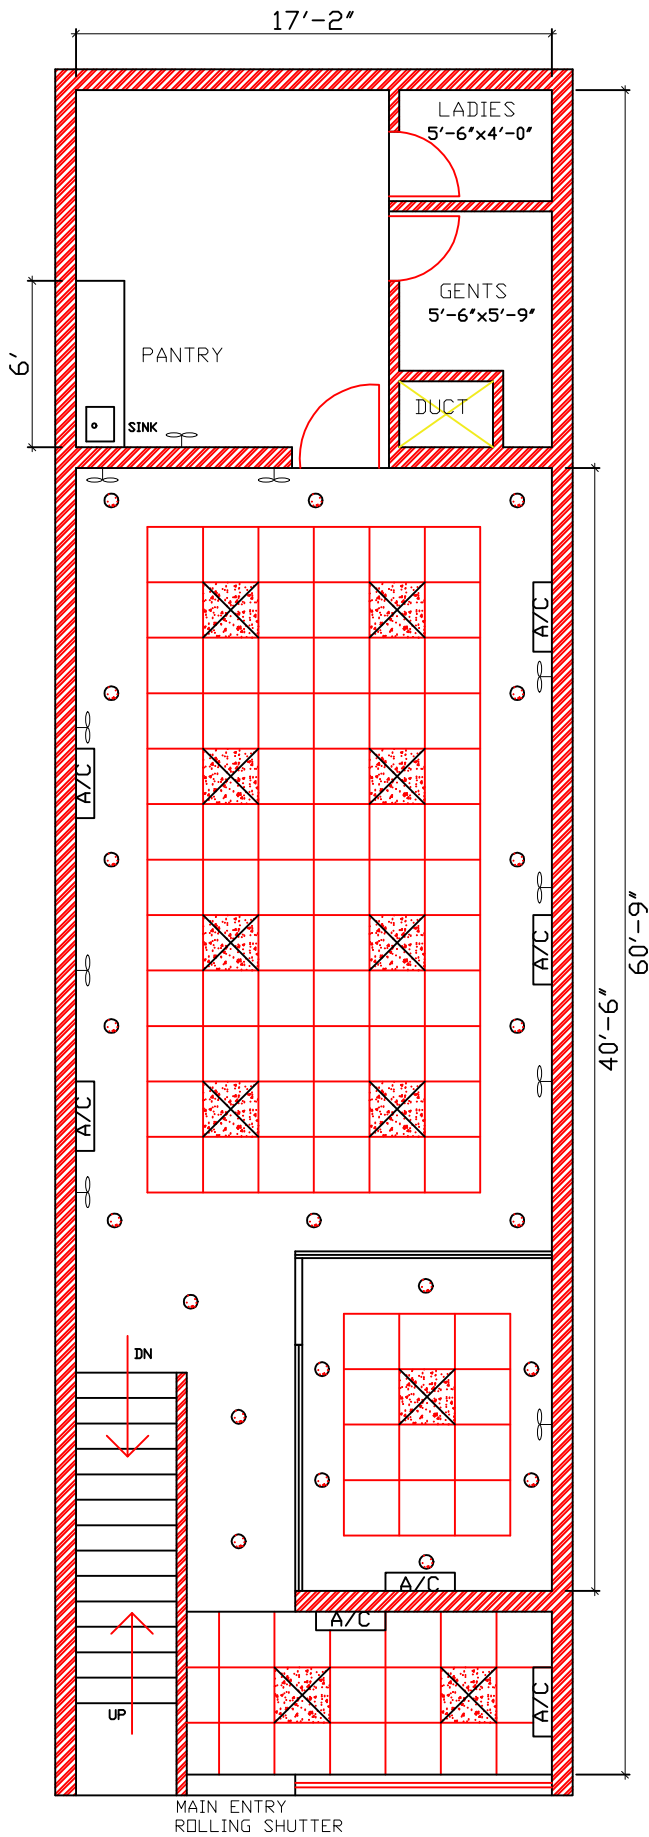 17'-2"
LADIES
5'-6"x4'-0"
GENTS
5'-6"x5'-9"
6'
PANTRY
DUCT
SINK
A/C
A/C
A/C
60'-9"
40'-6"
A/C
DN
A/C
A/C
A/C
UP
MAIN ENTRY
ROLLING SHUTTER